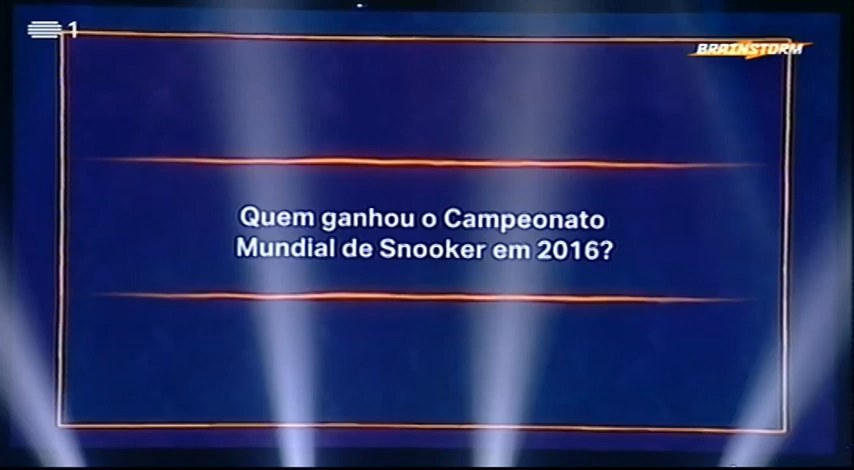 1
BRAINSTORM
Quem ganhou o Campeonato
Mundial de Snooker em 2016?